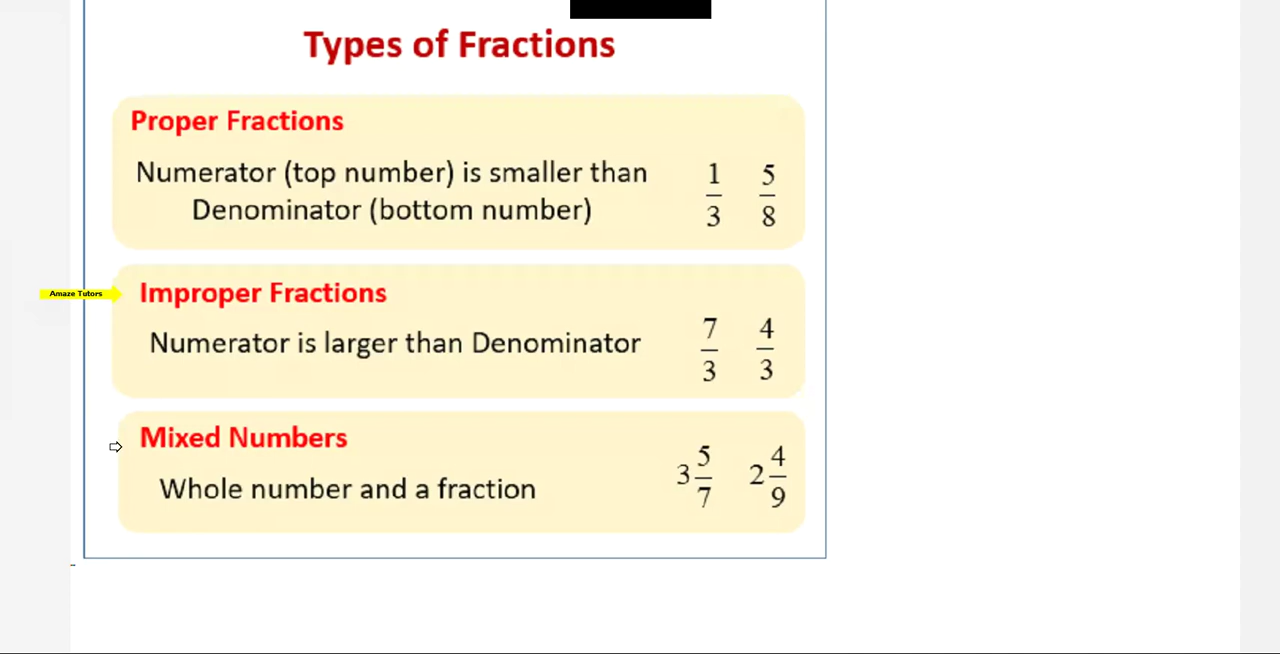 Types of Fractions
Proper Fractions
Numerator (top number) is smaller than
Denominator (bottom number)
1/3 5/8
Amaze Tutors
Improper Fractions
Numerator is larger than Denominator
7/3 4/3
Mixed Numbers
Whole number and a fraction
3 5/7 2 4/9